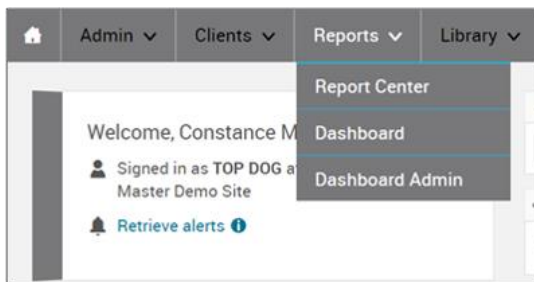 Admin Clients Reports Library
Report Center
Dashboard
Dashboard Admin
Welcome, Constance M
Signed in as TOP DOG a
Master Demo Site
Retrieve alerts